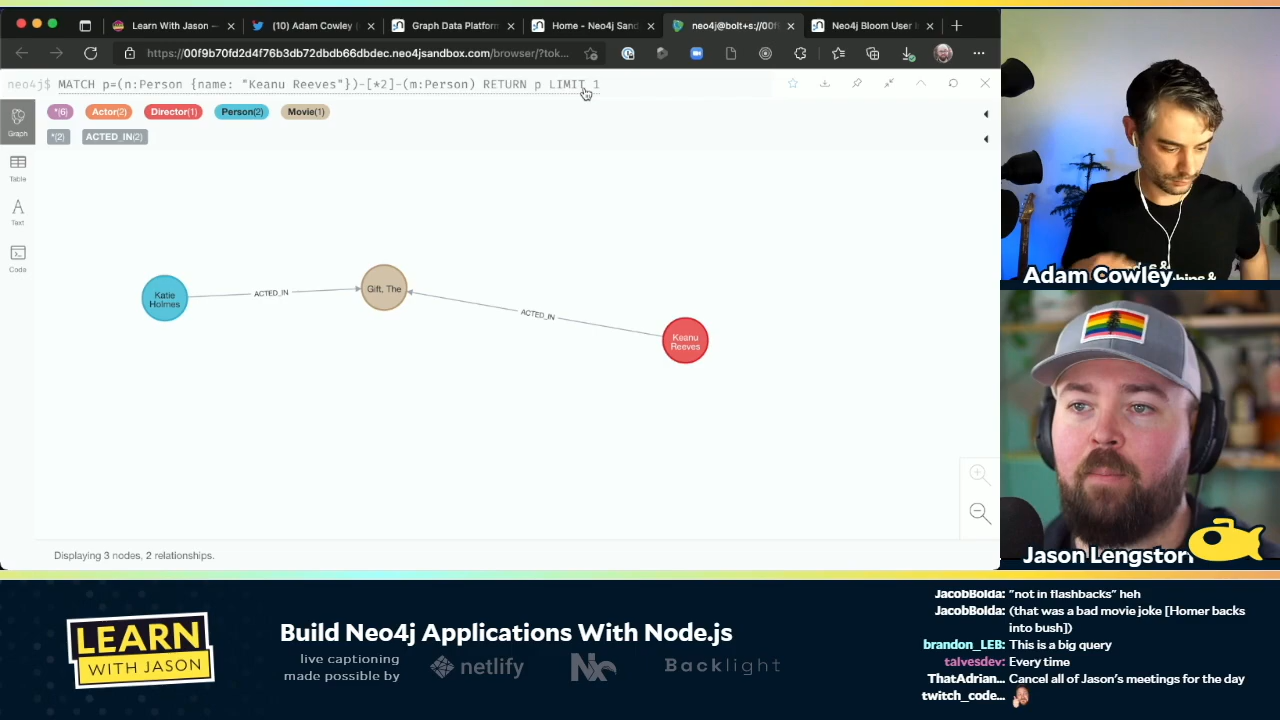 Learn With Jason –
(10) Adam Cowley (
Graph Data Platform
Home - Neo4j Sand
neo4j@bolt+s://00f
Neo4j Bloom User I
https://00f9b70fd2d4f76b3db72dbdb66dbdec.neo4jsandbox.com/browser/?tok...
neo4j$ MATCH p=(n:Person {name: "Keanu Reeves"})-[*2]-(m:Person) RETURN p LIMIT 1
*(6) Actor(2) Director(1) Person(2) Movie(1)
*(2) ACTED_IN(2)
Graph
Table
Text
Code
Katie
Holmes
ACTED_IN
Gift, The
ACTED_IN
Keanu
Reeves
Displaying 3 nodes, 2 relationships.
Adam Cowley
Jason Lengstorf
LEARN
WITH JASON
Build Neo4j Applications With Node.js
live captioning
made possible by
netlify
Backlight
JacobBolda: "not in flashbacks" heh
JacobBolda: (that was a bad movie joke [Homer backs
into bush])
brandon_LEB: This is a big query
talvesdev: Every time
ThatAdrian... Cancel all of Jason's meetings for the day
twitch_code...